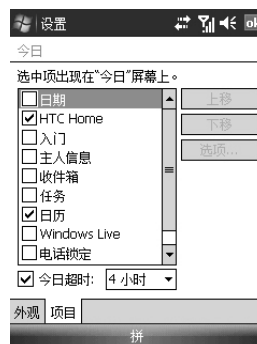 设置
ok
今日
选中项出现在“今日”屏幕上。
日期
上移
HTC Home
下移
入门
选项...
主人信息
收件箱
任务
日历
Windows Live
电话锁定
今日超时: 4 小时
外观 项目
拼